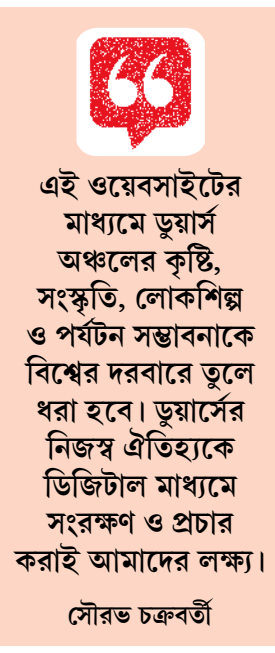 এই ওয়েবসাইটের
মাধ্যমে ডুয়ার্স
অঞ্চলের কৃষ্টি,
সংস্কৃতি, লোকশিল্প
ও পর্যটন সম্ভাবনাকে
বিশ্বের দরবারে তুলে
ধরা হবে। ডুয়ার্সের
নিজস্ব ঐতিহ্যকে
ডিজিটাল মাধ্যমে
সংরক্ষণ ও প্রচার
করাই আমাদের লক্ষ্য।
সৌরভ চক্রবর্তী